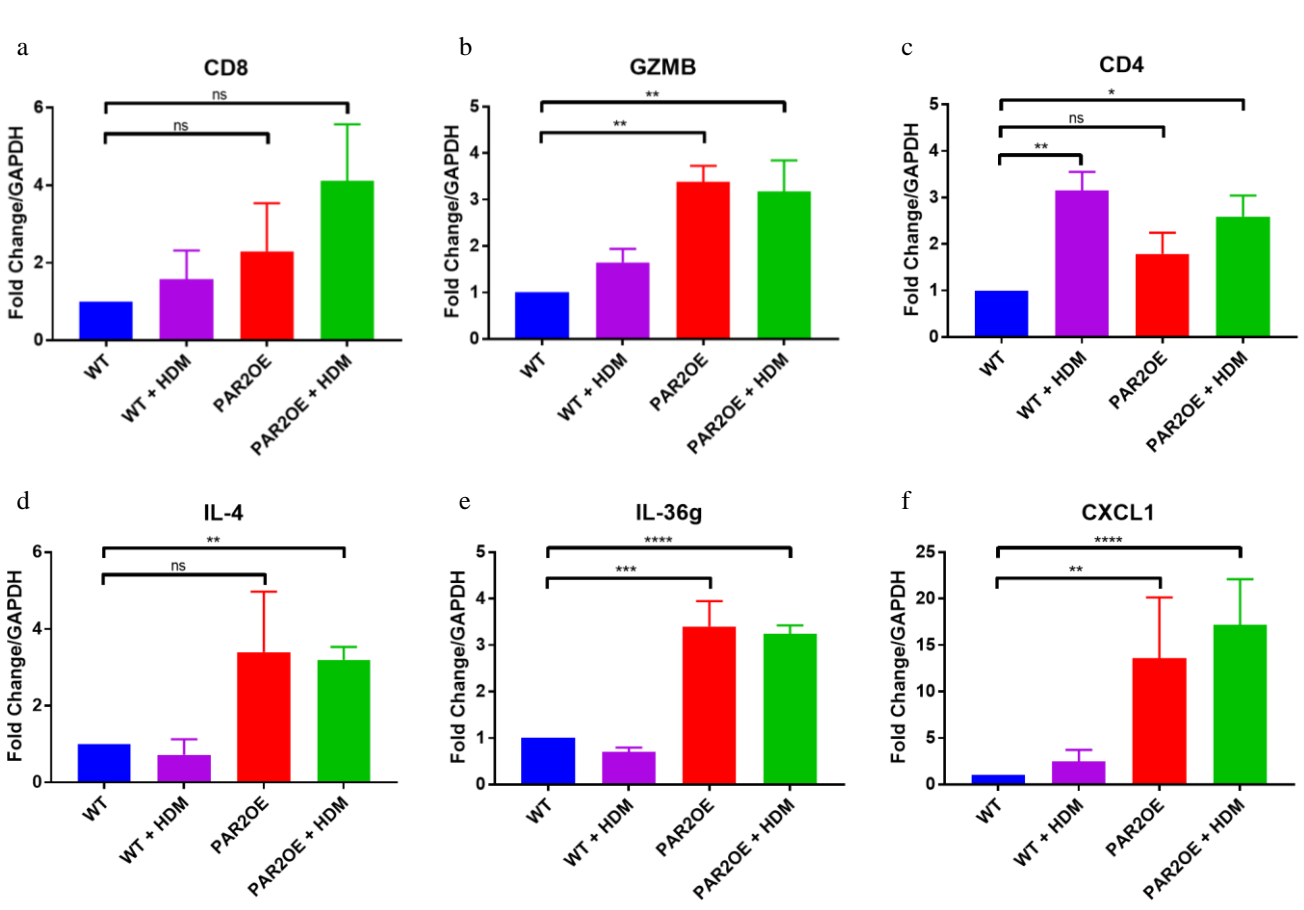 a
CD8
ns
ns
6
4
2
0
Fold Change/GAPDH
WT
WT + HDM
PAR2OE
PAR2OE + HDM
b
GZMB
**
**
5
4
3
2
1
0
Fold Change/GAPDH
WT
WT + HDM
PAR2OE
PAR2OE + HDM
c
CD4
*
ns
**
5
4
3
2
1
0
Fold Change/GAPDH
WT
WT + HDM
PAR2OE
PAR2OE + HDM
d
IL-4
**
ns
6
4
2
0
Fold Change/GAPDH
WT
WT + HDM
PAR2OE
PAR2OE + HDM
e
IL-36g
****
***
5
4
3
2
1
0
Fold Change/GAPDH
WT
WT + HDM
PAR2OE
PAR2OE + HDM
f
CXCL1
****
**
25
20
15
10
5
0
Fold Change/GAPDH
WT
WT + HDM
PAR2OE
PAR2OE + HDM